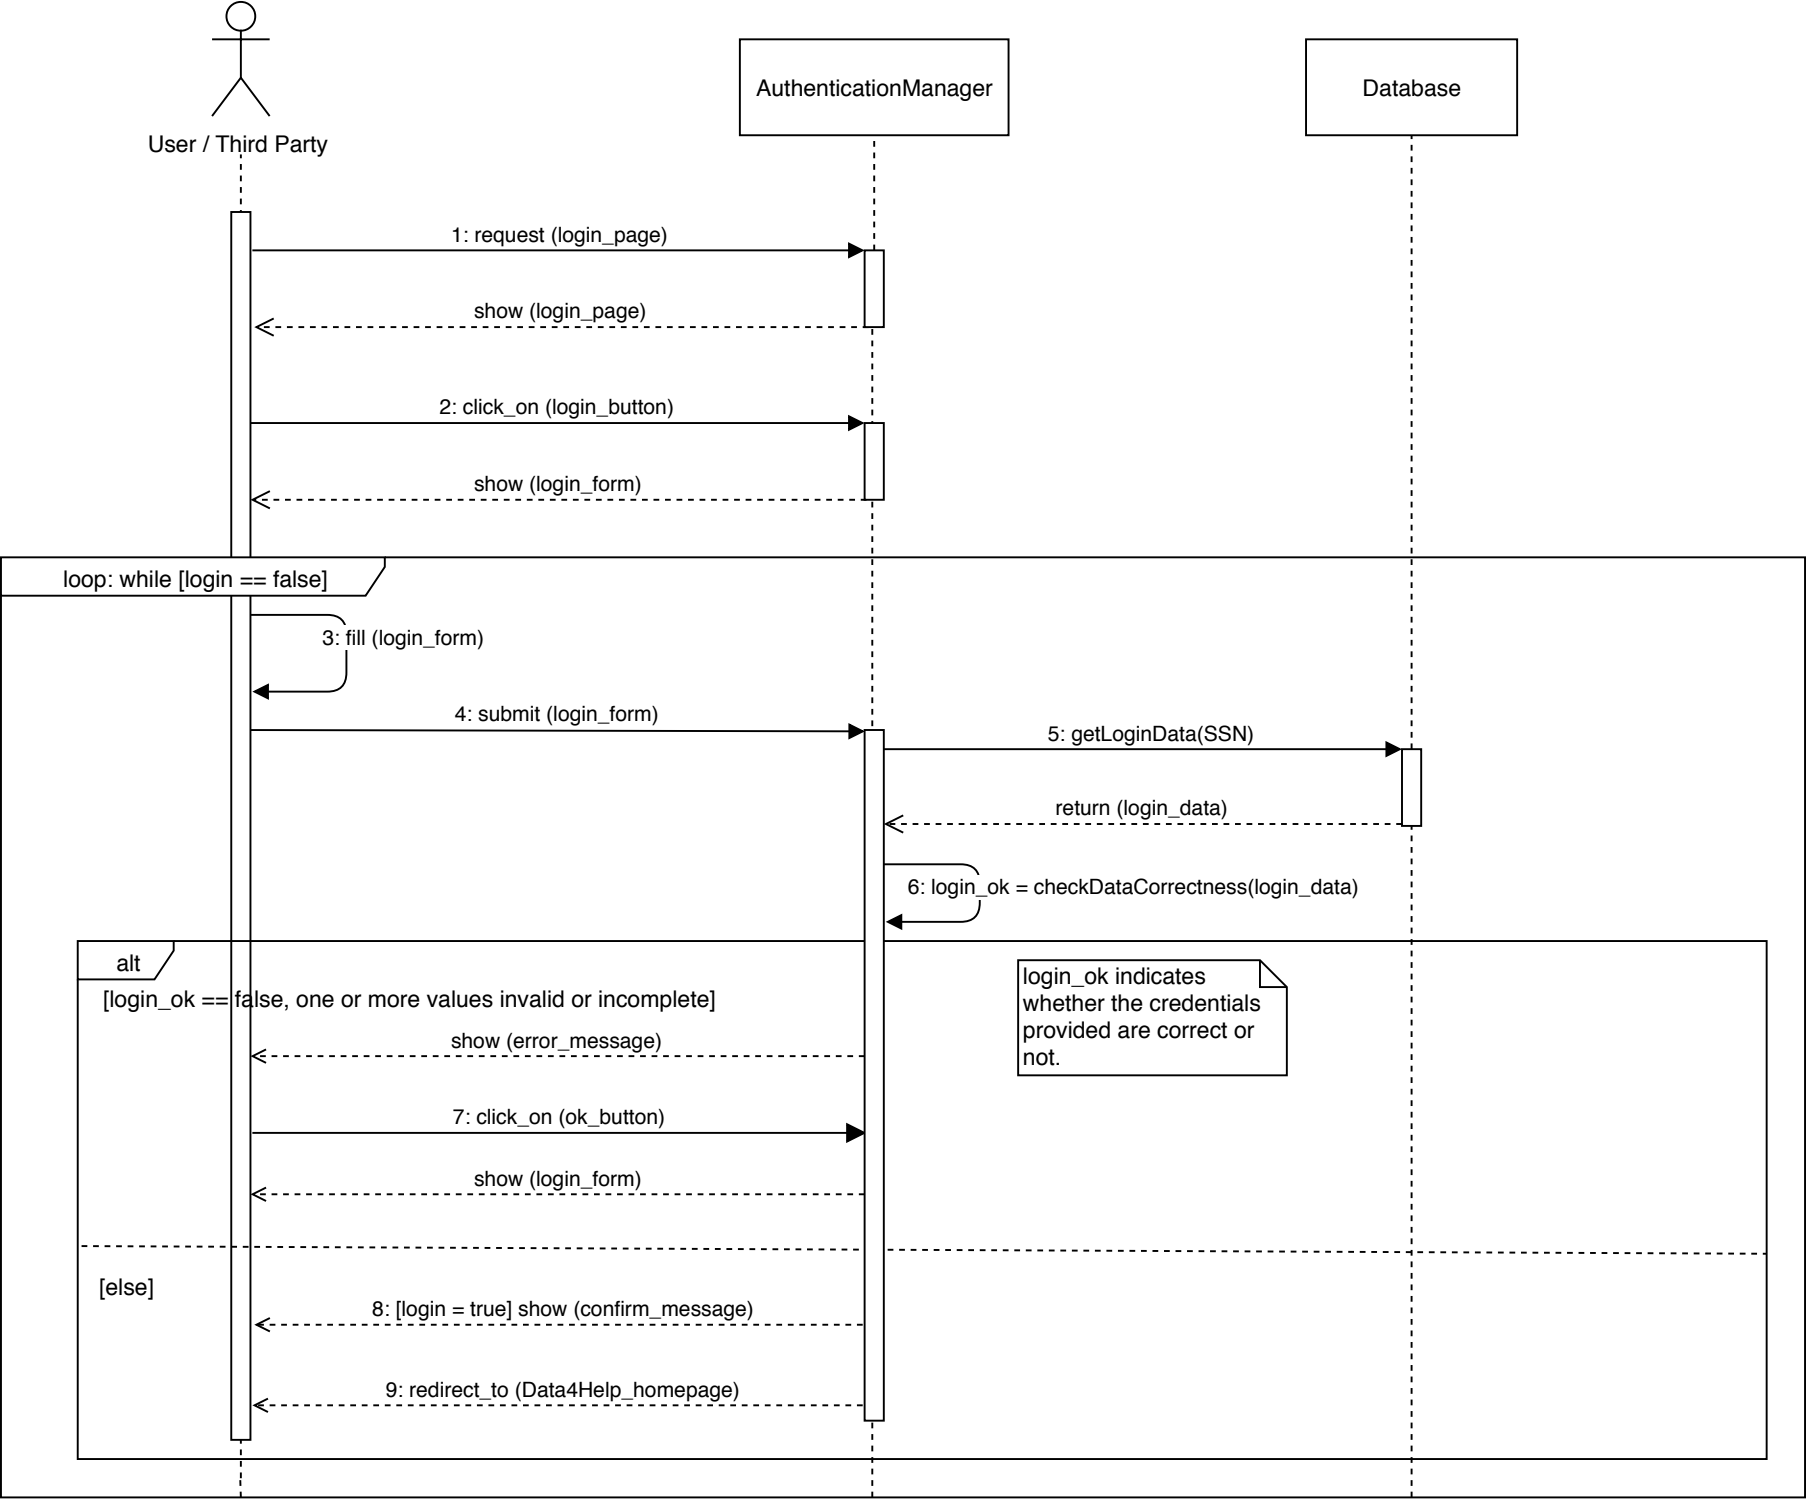 User / Third Party
AuthenticationManager
Database
1: request (login_page)
show (login_page)
2: click_on (login_button)
show (login_form)
loop: while [login == false]
3: fill (login_form)
4: submit (login_form)
5: getLoginData(SSN)
return (login_data)
6: login_ok = checkDataCorrectness(login_data)
alt
[login_ok == false, one or more values invalid or incomplete]
login_ok indicates
whether the credentials
provided are correct or
not.
show (error_message)
7: click_on (ok_button)
show (login_form)
[else]
8: [login = true] show (confirm_message)
9: redirect_to (Data4Help_homepage)